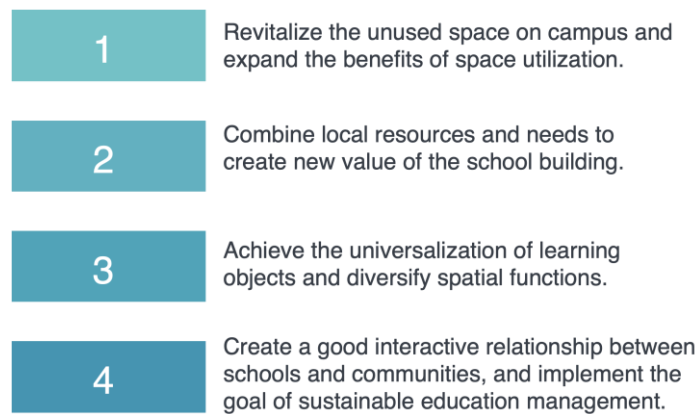 1
Revitalize the unused space on campus and
expand the benefits of space utilization.
2
Combine local resources and needs to
create new value of the school building.
3
Achieve the universalization of learning
objects and diversify spatial functions.
4
Create a good interactive relationship between
schools and communities, and implement the
goal of sustainable education management.